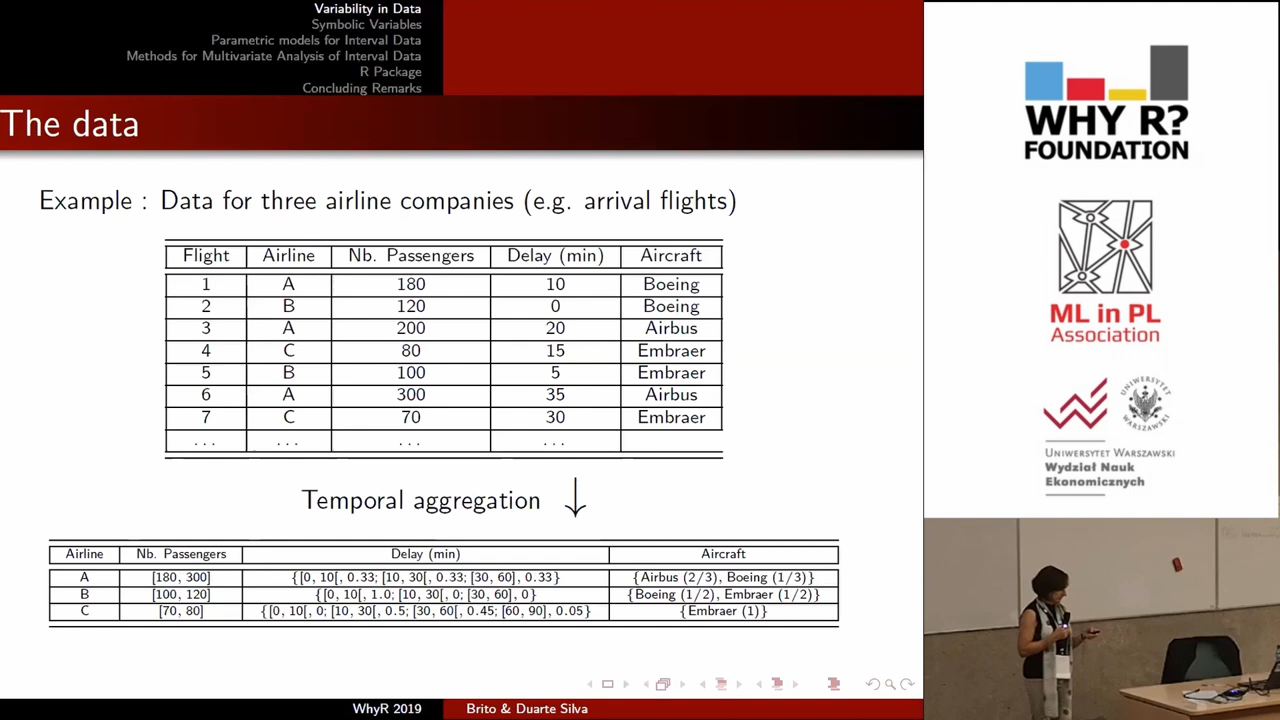 Variability in Data
Symbolic Variables
Parametric models for Interval Data
Methods for Multivariate Analysis of Interval Data
R Package
Concluding Remarks
The data
Example : Data for three airline companies (e.g. arrival flights)
Flight Airline Nb. Passengers Delay (min) Aircraft
1 A 180 10 Boeing
2 B 120 0 Boeing
3 A 200 20 Airbus
4 C 80 15 Embraer
5 B 100 5 Embraer
6 A 300 35 Airbus
7 C 70 30 Embraer
. . . . . . . . . . . .
Temporal aggregation ↓
Airline Nb. Passengers Delay (min) Aircraft
A [180, 300] {[0, 10[, 0.33; [10, 30[, 0.33; [30, 60], 0.33} {Airbus (2/3), Boeing (1/3)}
B [100, 120] {[0, 10[, 1.0; [10, 30[, 0; [30, 60], 0} {Boeing (1/2), Embraer (1/2)}
C [70, 80] {[0, 10[, 0; [10, 30[, 0.5; [30, 60[, 0.45; [60, 90], 0.05} {Embraer (1)}
WhyR 2019 Brito & Duarte Silva
WHY R?
FOUNDATION
ML in PL
Association
UNIWERSYTET WARSZAWSKI
UNIWERSYTET WARSZAWSKI
Wydział Nauk
Ekonomicznych